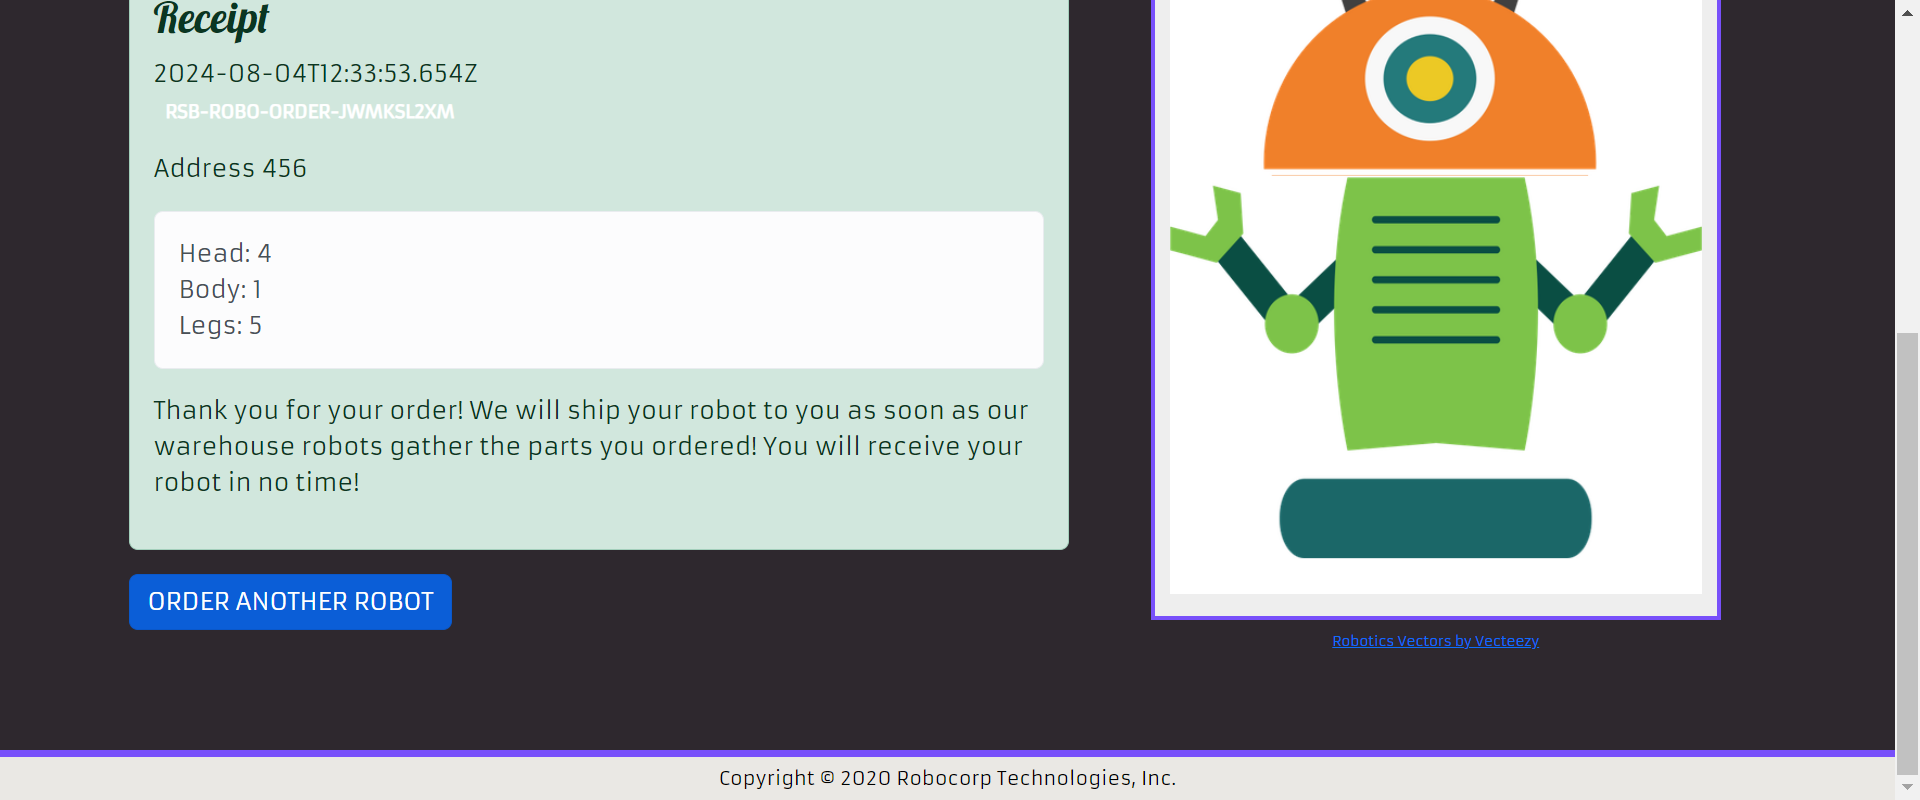 Receipt
2024-08-04T12:33:53.654Z
RSB-ROBO-ORDER-JWMKSL2XM
Address 456
Head: 4
Body: 1
Legs: 5
Thank you for your order! We will ship your robot to you as soon as our
warehouse robots gather the parts you ordered! You will receive your
robot in no time!
ORDER ANOTHER ROBOT
Robotics Vectors by Vecteezy
Copyright © 2020 Robocorp Technologies, Inc.